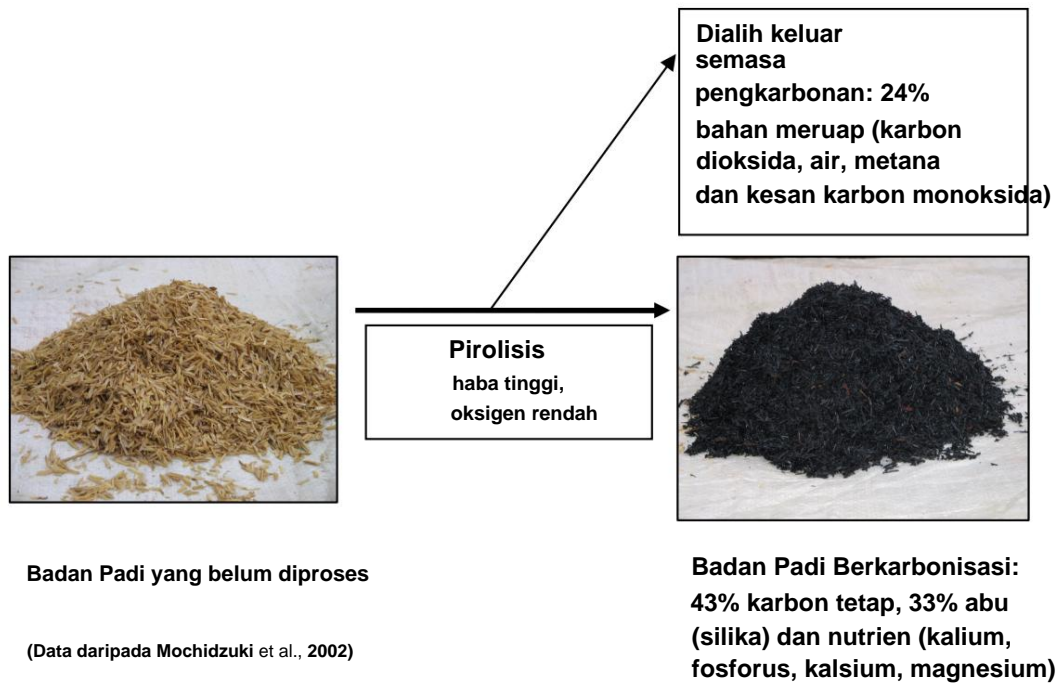 Dialih keluar
semasa
pengkarbonan: 24%
bahan meruap (karbon
dioksida, air, metana
dan kesan karbon monoksida)
Pirolisis
haba tinggi,
oksigen rendah
Badan Padi yang belum diproses
(Data daripada Mochidzuki et al., 2002)
Badan Padi Berkarbonisasi:
43% karbon tetap, 33% abu
(silika) dan nutrien (kalium,
fosforus, kalsium, magnesium)